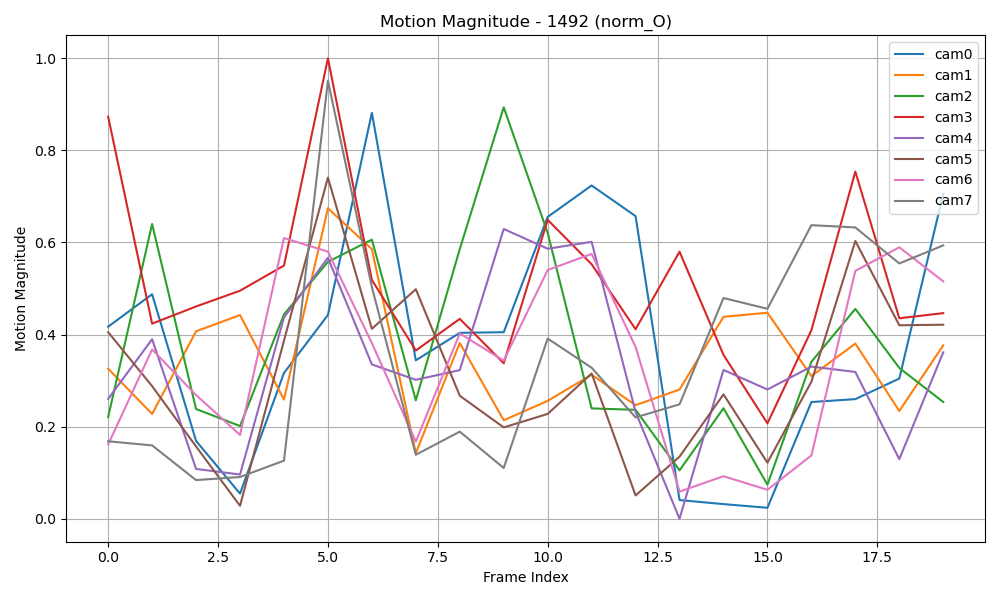 Motion Magnitude - 1492 (norm_O)
Motion Magnitude
1.0
0.8
0.6
0.4
0.2
0.0
cam0
cam1
cam2
cam3
cam4
cam5
cam6
cam7
0.0 2.5 5.0 7.5 10.0 12.5 15.0 17.5
Frame Index